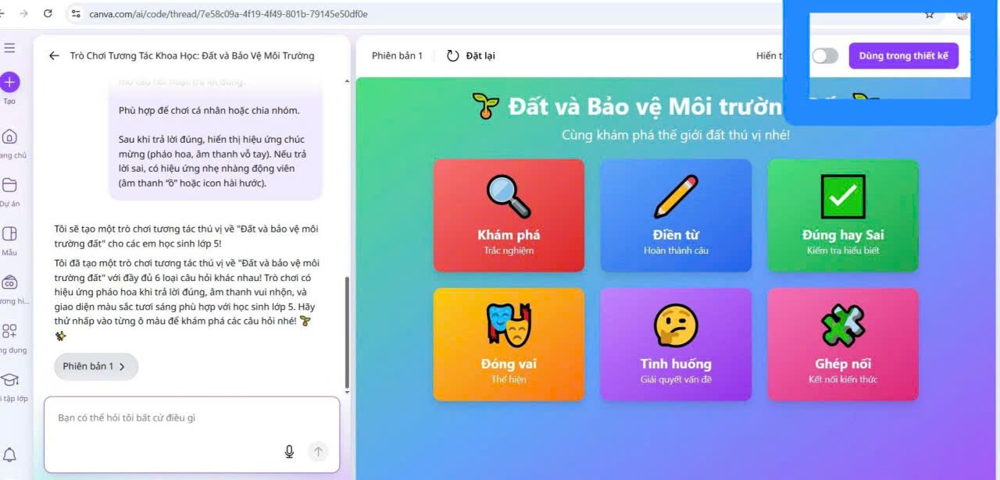 canva.com/ai/code/thread/7e58c09a-4f19-4f49-801b-79145e50df0e
Tạo
ang chủ
Dự án
Mẫu
ơng hi...
ng dụng
i tập lớp
Trò Chơi Tương Tác Khoa Học: Đất và Bảo Vệ Môi Trường
Phù hợp để chơi cá nhân hoặc chia nhóm.
Sau khi trả lời đúng, hiển thị hiệu ứng chúc
mừng (pháo hoa, âm thanh vỗ tay). Nếu trả
lời sai, có hiệu ứng nhẹ nhàng động viên
(âm thanh “ồ” hoặc icon hài hước).
Tôi sẽ tạo một trò chơi tương tác thú vị về "Đất và bảo vệ môi
trường đất" cho các em học sinh lớp 5!
Tôi đã tạo một trò chơi tương tác thú vị về "Đất và bảo vệ môi
trường đất" với đầy đủ 6 loại câu hỏi khác nhau! Trò chơi có
hiệu ứng pháo hoa khi trả lời đúng, âm thanh vui nhộn, và
giao diện màu sắc tươi sáng phù hợp với học sinh lớp 5. Hãy
thử nhấp vào từng ô màu để khám phá các câu hỏi nhé!
Phiên bản 1
Bạn có thể hỏi tôi bất cứ điều gì
Phiên bản 1
Đặt lại
Hiển t
Dùng trong thiết kế
Đất và Bảo vệ Môi trườn
Cùng khám phá thế giới đất thú vị nhé!
Khám phá
Trắc nghiệm
Điền từ
Hoàn thành câu
Đúng hay Sai
Kiểm tra hiểu biết
Đóng vai
Thể hiện
Tình huống
Giải quyết vấn đề
Ghép nối
Kết nối kiến thức